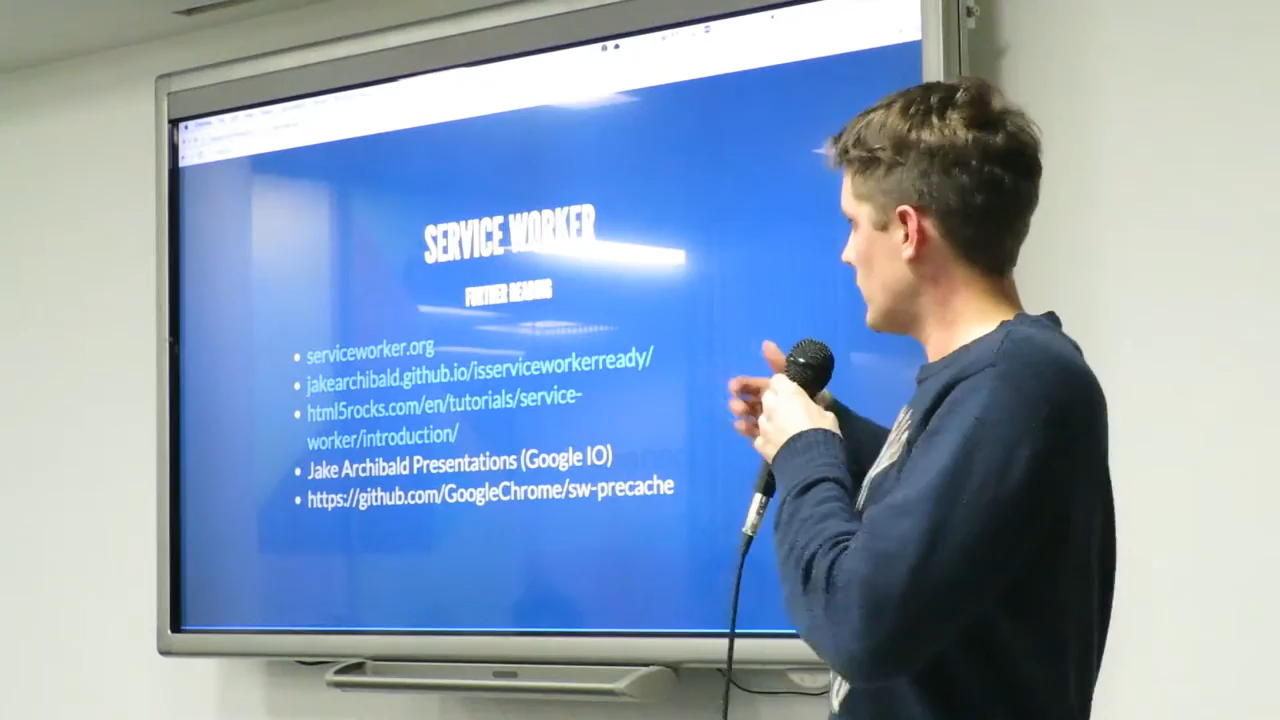 SERVICE WORKER
FURTHER READING
serviceworker.org
jakearchibald.github.io/isserviceworkerready/
html5rocks.com/en/tutorials/service-
worker/introduction/
Jake Archibald Presentations (Google IO)
https://github.com/GoogleChrome/sw-precache